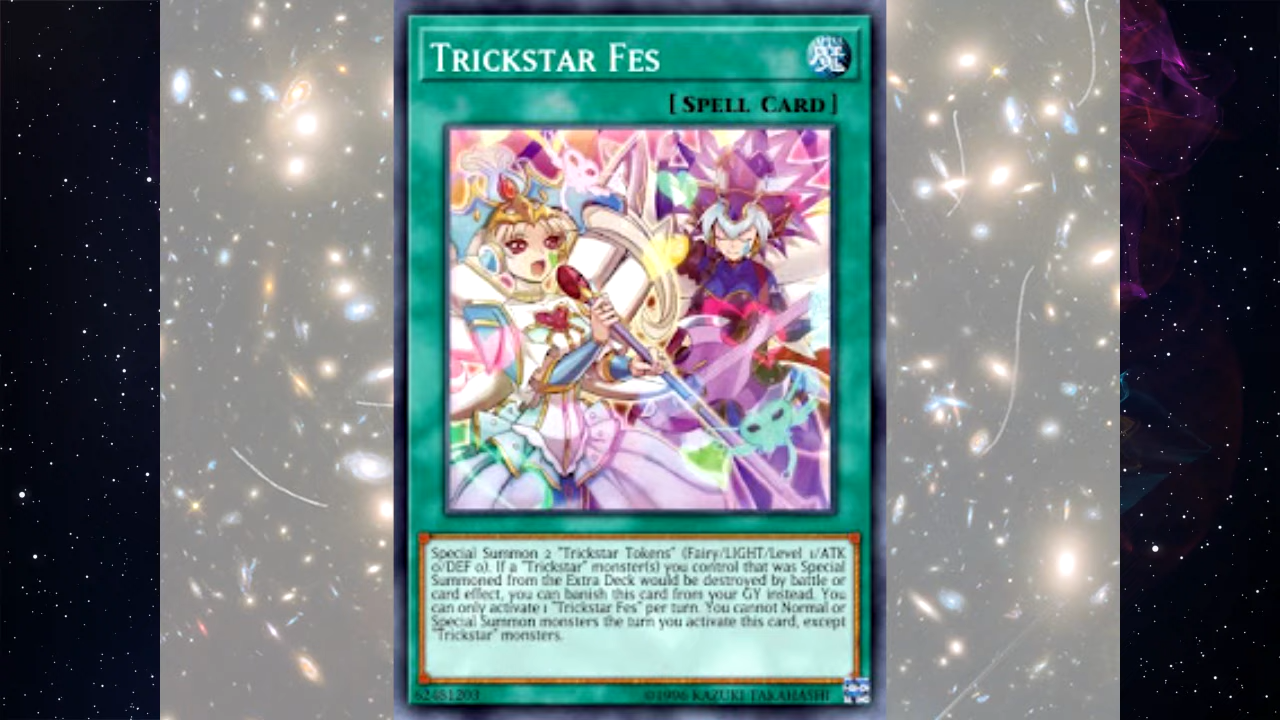 TRICKSTAR FES
魔
[ SPELL CARD ]
Special Summon 2 "Trickstar Tokens" (Fairy/LIGHT/Level 1/ATK
0/DEF 0). If a "Trickstar" monster(s) you control that was Special
Summoned from the Extra Deck would be destroyed by battle or
card effect, you can banish this card from your GY instead. You
can only activate 1 "Trickstar Fes" per turn. You cannot Normal or
Special Summon monsters the turn you activate this card, except
"Trickstar" monsters.
62481203
©1996 KAZUKI TAKAHASHI